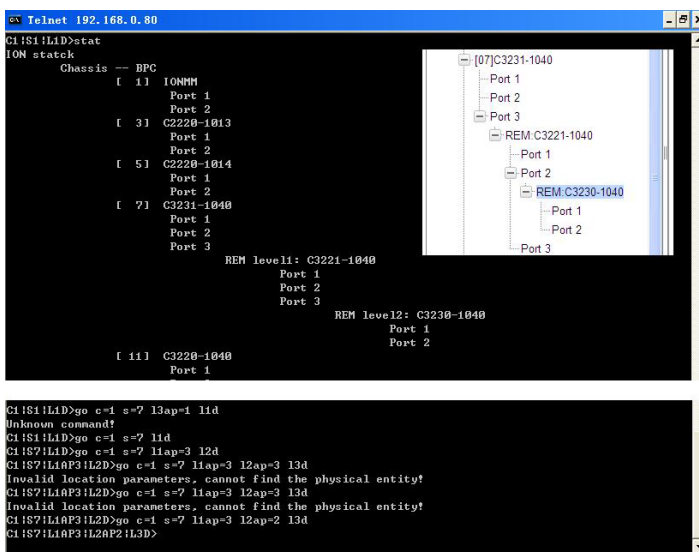 Telnet 192.168.0.80
C1|S1|L1D>stat
ION statck
Chassis -- BPC
[ 1] IONMM
Port 1
Port 2
[ 3] C2220-1013
Port 1
Port 2
[ 5] C2220-1014
Port 1
Port 2
[ 7] C3231-1040
Port 1
Port 2
Port 3
REM level1: C3221-1040
Port 1
Port 2
Port 3
REM level2: C3230-1040
Port 1
Port 2
[ 11] C3220-1040
[07]C3231-1040
Port 1
Port 2
Port 3
REM:C3221-1040
Port 1
Port 2
REM:C3230-1040
Port 1
Port 2
Port 3
C1|S1|L1D>go c=1 s=7 l3ap=1 l1d
Unknown command!
C1|S1|L1D>go c=1 s=7 l1d
C1|S7|L1D>go c=1 s=7 l1ap=3 l2d
C1|S7|L1AP3|L2D>go c=1 s=7 l1ap=3 l2ap=3 l3d
Invalid location parameters, cannot find the physical entity!
C1|S7|L1AP3|L2D>go c=1 s=7 l1ap=3 l2ap=3 l3d
Invalid location parameters, cannot find the physical entity!
C1|S7|L1AP3|L2D>go c=1 s=7 l1ap=3 l2ap=2 l3d
C1|S7|L1AP3|L2AP2|L3D>